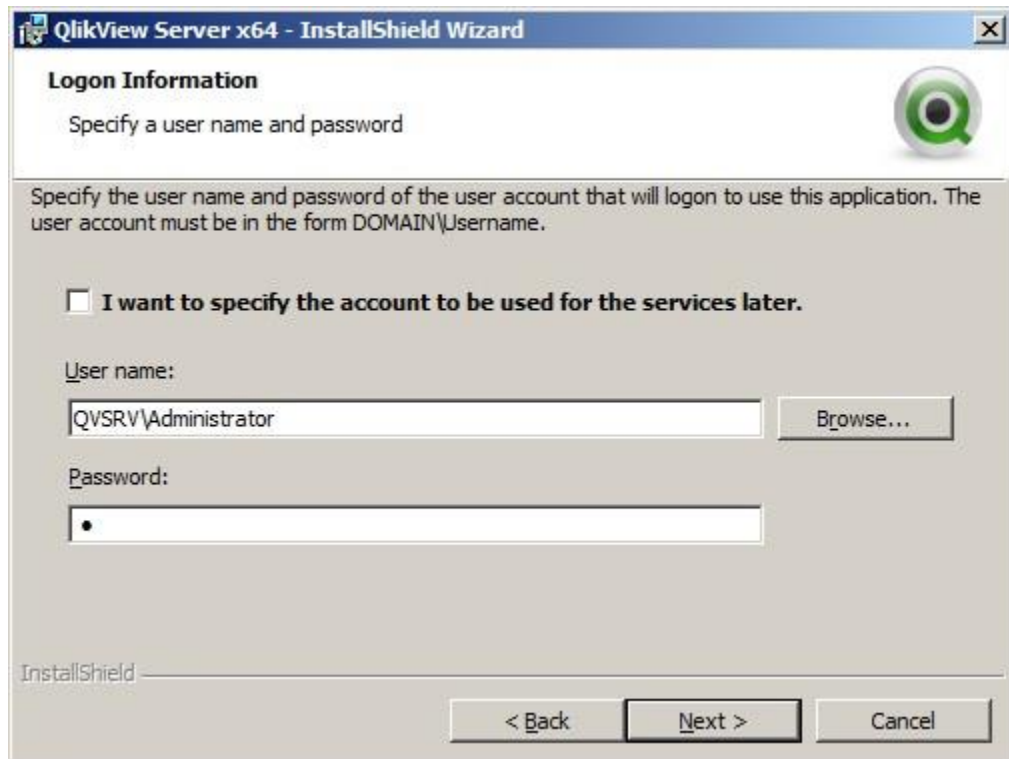 QlikView Server x64 - InstallShield Wizard
Logon Information
Specify a user name and password
Specify the user name and password of the user account that will logon to use this application. The
user account must be in the form DOMAIN\Username.
I want to specify the account to be used for the services later.
User name:
QVSRV\Administrator
Browse...
Password:
●
InstallShield
< Back
Next >
Cancel